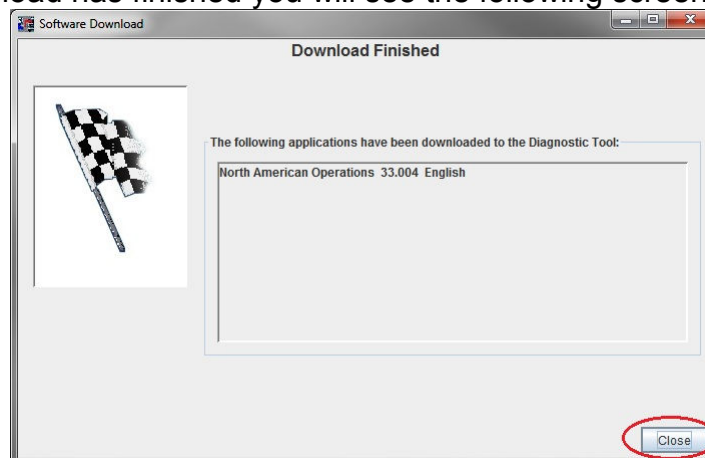 load has finished you will see the following screen
Software Download
Download Finished
The following applications have been downloaded to the Diagnostic Tool:
North American Operations 33.004 English
Close